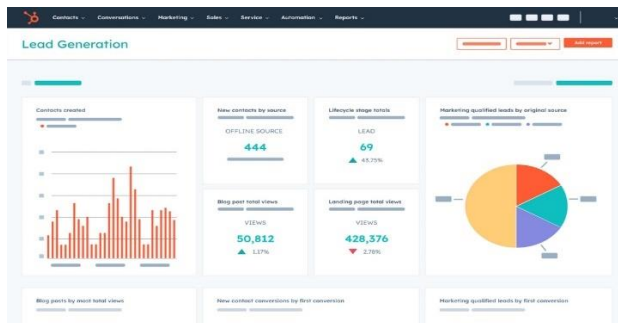 Contacts Conversations Marketing Sales Service Automation Reports
Lead Generation
Add report
Contacts created
New contacts by source
OFFLINE SOURCE
444
Lifecycle stage totals
LEAD
69
63.75%
Marketing qualified leads by original source
Blog post total views
VIEWS
50,812
1.17%
Landing page total views
VIEWS
428,376
2.78%
Blog posts by most total views
New contact conversions by first conversion
Marketing qualified leads by first conversion